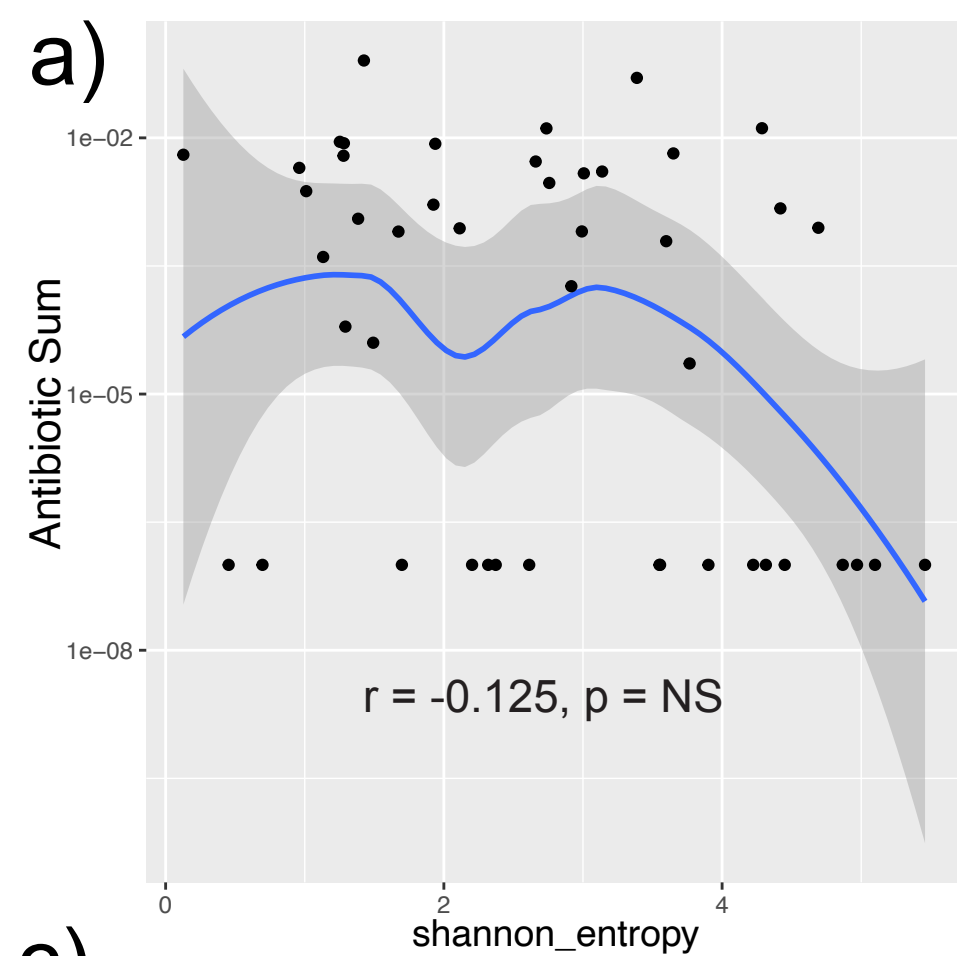 a)
1e−02
1e−05
1e−08
Antibiotic Sum
r = -0.125, p = NS
0 2 4
shannon_entropy